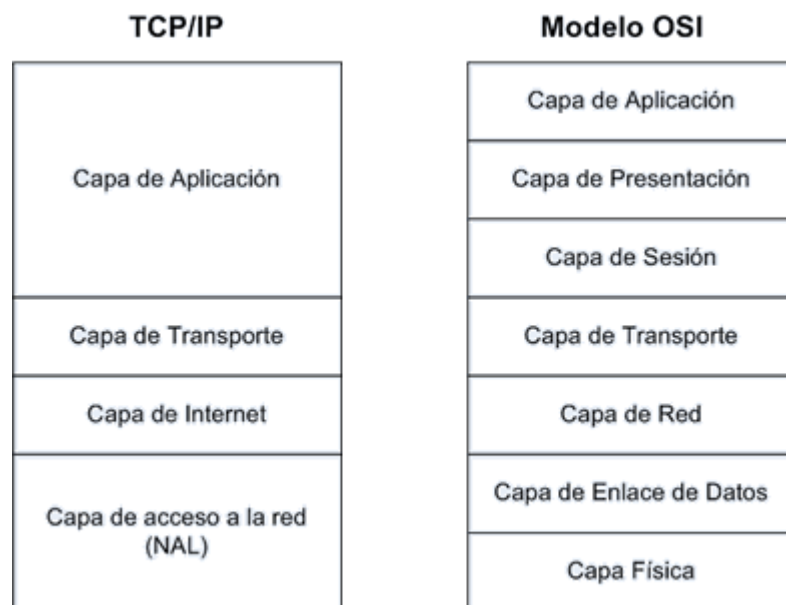 TCP/IP
Capa de Aplicación
Capa de Transporte
Capa de Internet
Capa de acceso a la red
(NAL)
Modelo OSI
Capa de Aplicación
Capa de Presentación
Capa de Sesión
Capa de Transporte
Capa de Red
Capa de Enlace de Datos
Capa Física